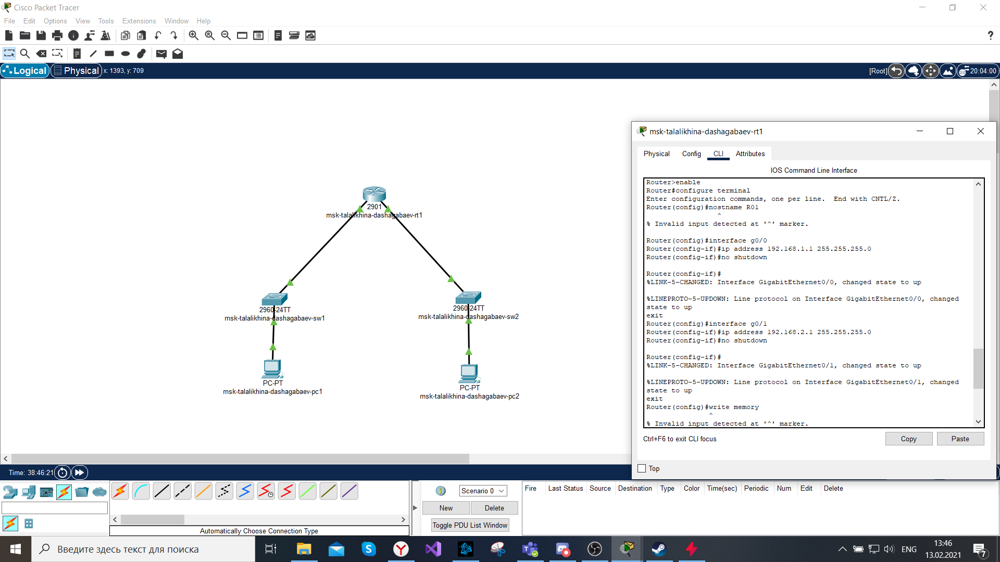 Cisco Packet Tracer
File Edit Options View Tools Extensions Window Help
?
Logical Physical x: 1393, y: 709 [Root] 20:04:00
2901
msk-talalikhina-dashagabaev-rt1
2960-24TT
msk-talalikhina-dashagabaev-sw1
2960-24TT
msk-talalikhina-dashagabaev-sw2
PC-PT
msk-talalikhina-dashagabaev-pc1
PC-PT
msk-talalikhina-dashagabaev-pc2
msk-talalikhina-dashagabaev-rt1
Physical Config CLI Attributes
IOS Command Line Interface
Router>enable
Router#configure terminal
Enter configuration commands, one per line.  End with CNTL/Z.
Router(config)#nostname R01
^
% Invalid input detected at '^' marker.
Router(config)#interface g0/0
Router(config-if)#ip address 192.168.1.1 255.255.255.0
Router(config-if)#no shutdown
Router(config-if)#
%LINK-5-CHANGED: Interface GigabitEthernet0/0, changed state to up
%LINEPROTO-5-UPDOWN: Line protocol on Interface GigabitEthernet0/0, changed
state to up
exit
Router(config)#interface g0/1
Router(config-if)#ip address 192.168.2.1 255.255.255.0
Router(config-if)#no shutdown
Router(config-if)#
%LINK-5-CHANGED: Interface GigabitEthernet0/1, changed state to up
%LINEPROTO-5-UPDOWN: Line protocol on Interface GigabitEthernet0/1, changed
state to up
exit
Router(config)#write memory
^
% Invalid input detected at '^' marker.
Ctrl+F6 to exit CLI focus
Copy Paste
Top
Time: 38:46:21
Scenario 0
New Delete
Toggle PDU List Window
Fire Last Status Source Destination Type Color Time(sec) Periodic Num Edit Delete
Automatically Choose Connection Type
Введите здесь текст для поиска
ENG
13:46
13.02.2021
7